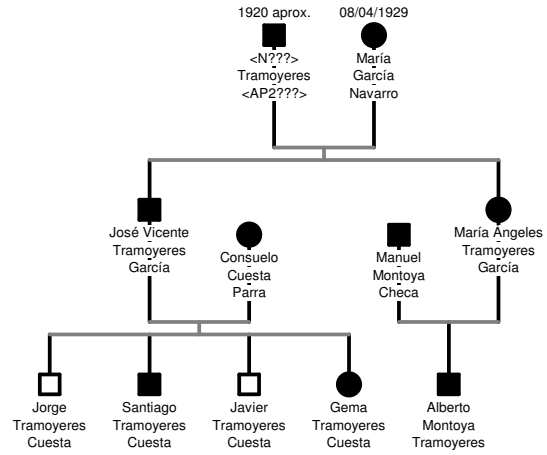 1920 aprox.
08/04/1929
<N???>
Tramoyeres
<AP2???>
María
García
Navarro
José Vicente
Tramoyeres
García
Consuelo
Cuesta
Parra
Manuel
Montoya
Checa
María Angeles
Tramoyeres
García
Jorge
Tramoyeres
Cuesta
Santiago
Tramoyeres
Cuesta
Javier
Tramoyeres
Cuesta
Gema
Tramoyeres
Cuesta
Alberto
Montoya
Tramoyeres